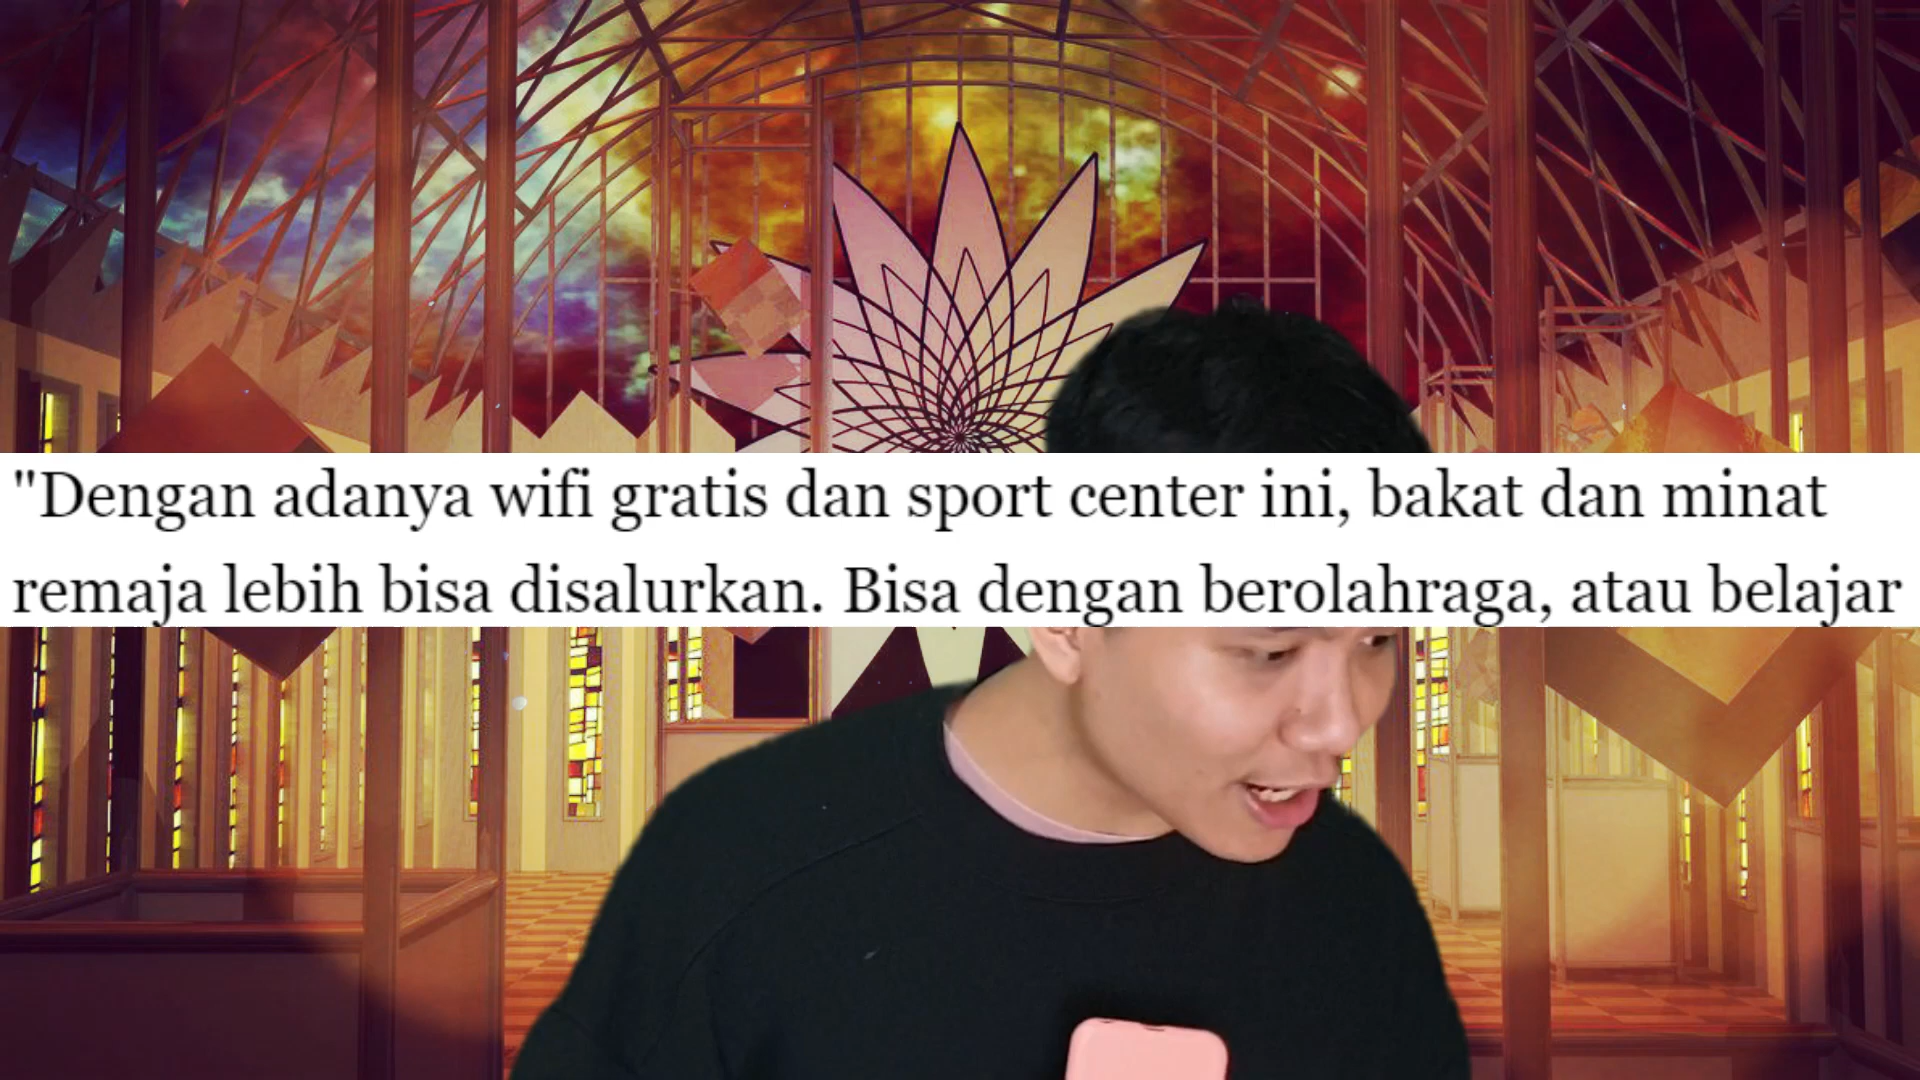 "Dengan adanya wifi gratis dan sport center ini, bakat dan minat
remaja lebih bisa disalurkan. Bisa dengan berolahraga, atau belajar